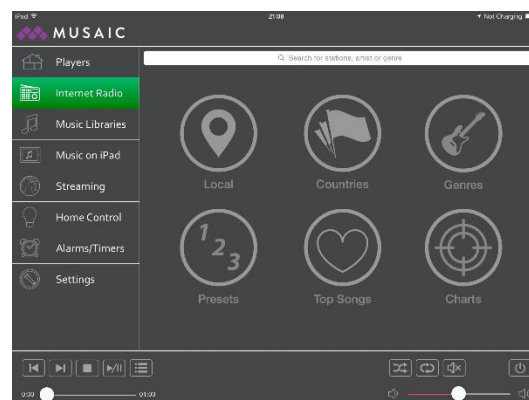 iPad
21:09
Not Charging
MUSAIC
Players
Search for stations, artist or genre
Internet Radio
Music Libraries
Music on iPad
Streaming
Home Control
Alarms/Timers
Settings
Local
Countries
Genres
1 2 3
Presets
Top Songs
Charts
0:00
01:00